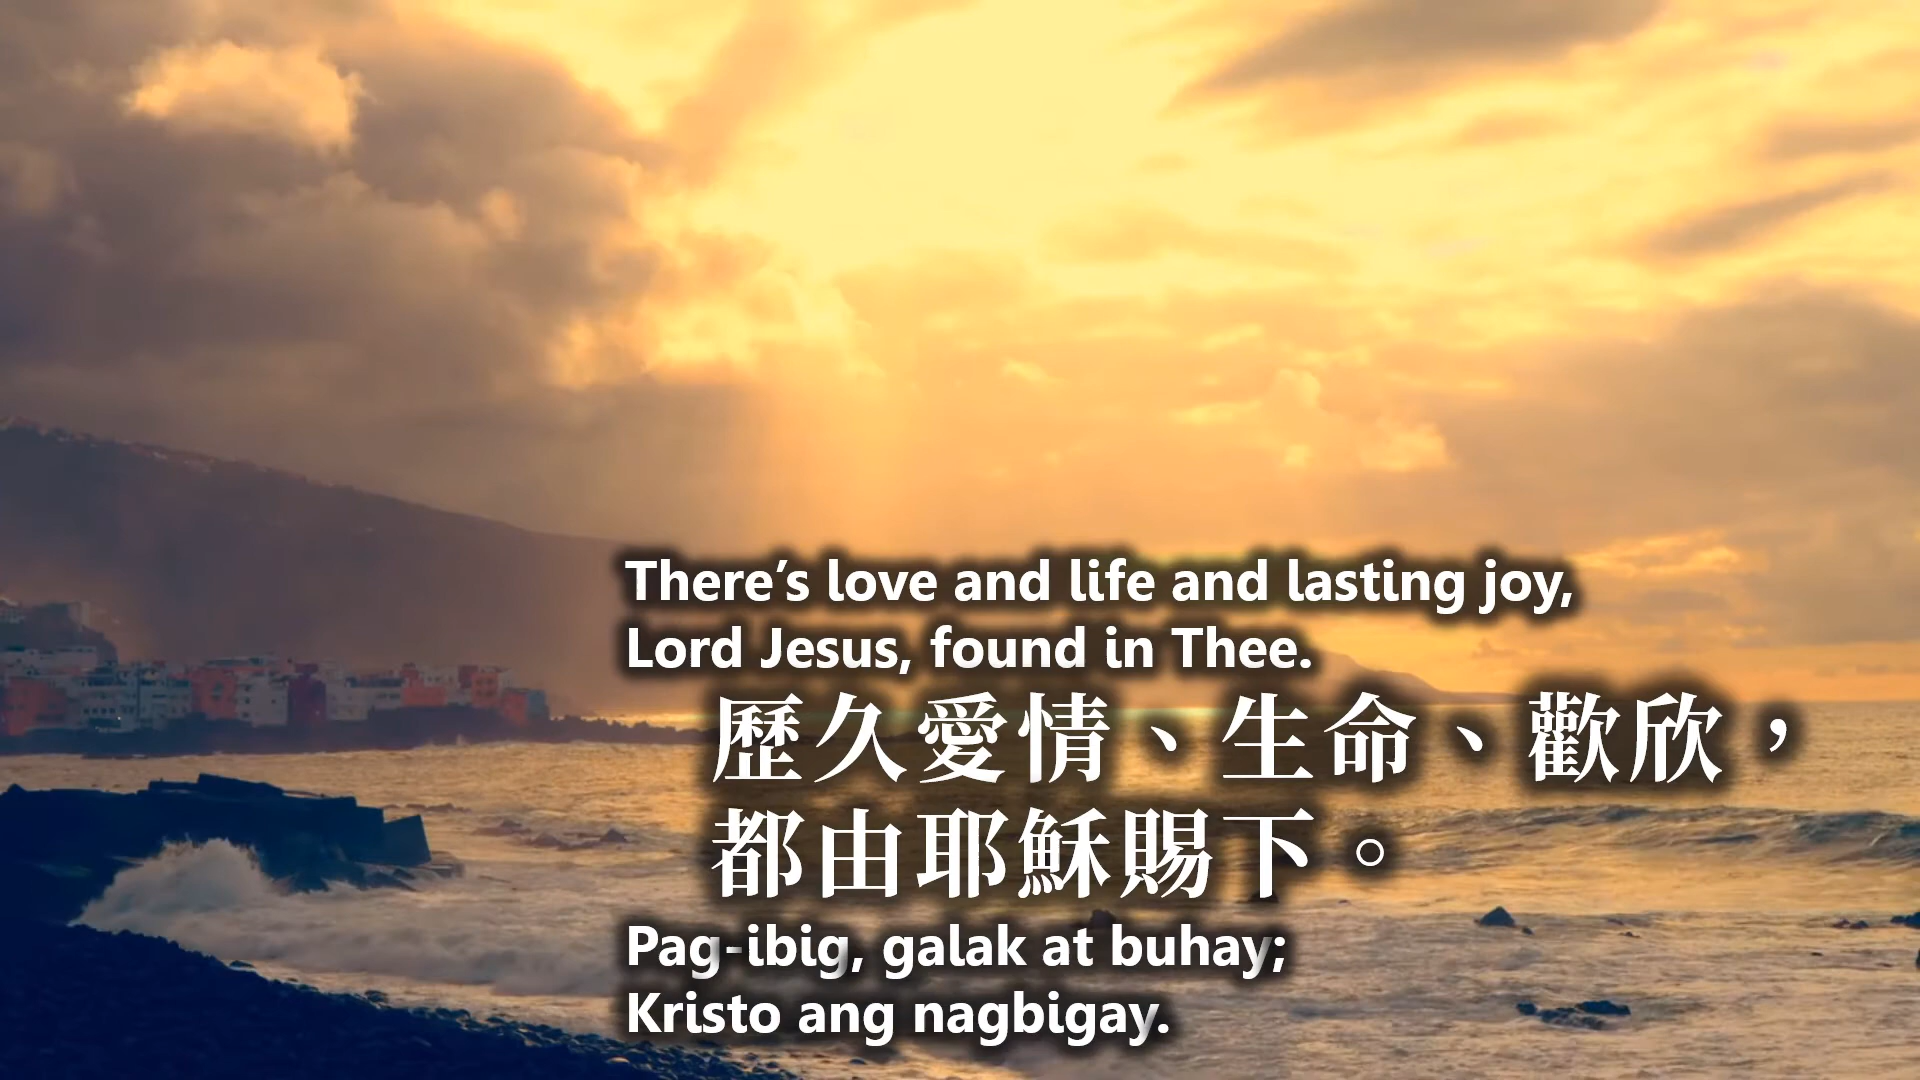 There’s love and life and lasting joy,
Lord Jesus, found in Thee.
歷久愛情、生命、歡欣，
都由耶穌賜下。
Pag-ibig, galak at buhay;
Kristo ang nagbigay.